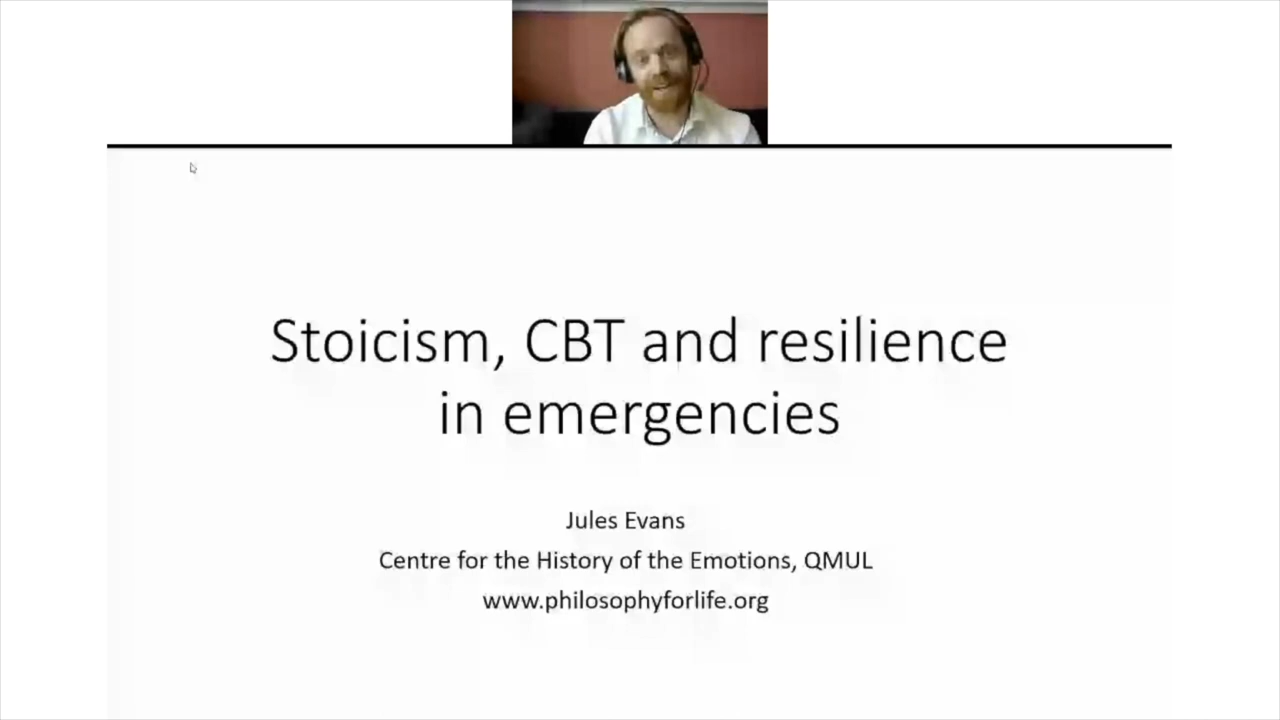 Stoicism, CBT and resilience
in emergencies
Jules Evans
Centre for the History of the Emotions, QMUL
www.philosophyforlife.org